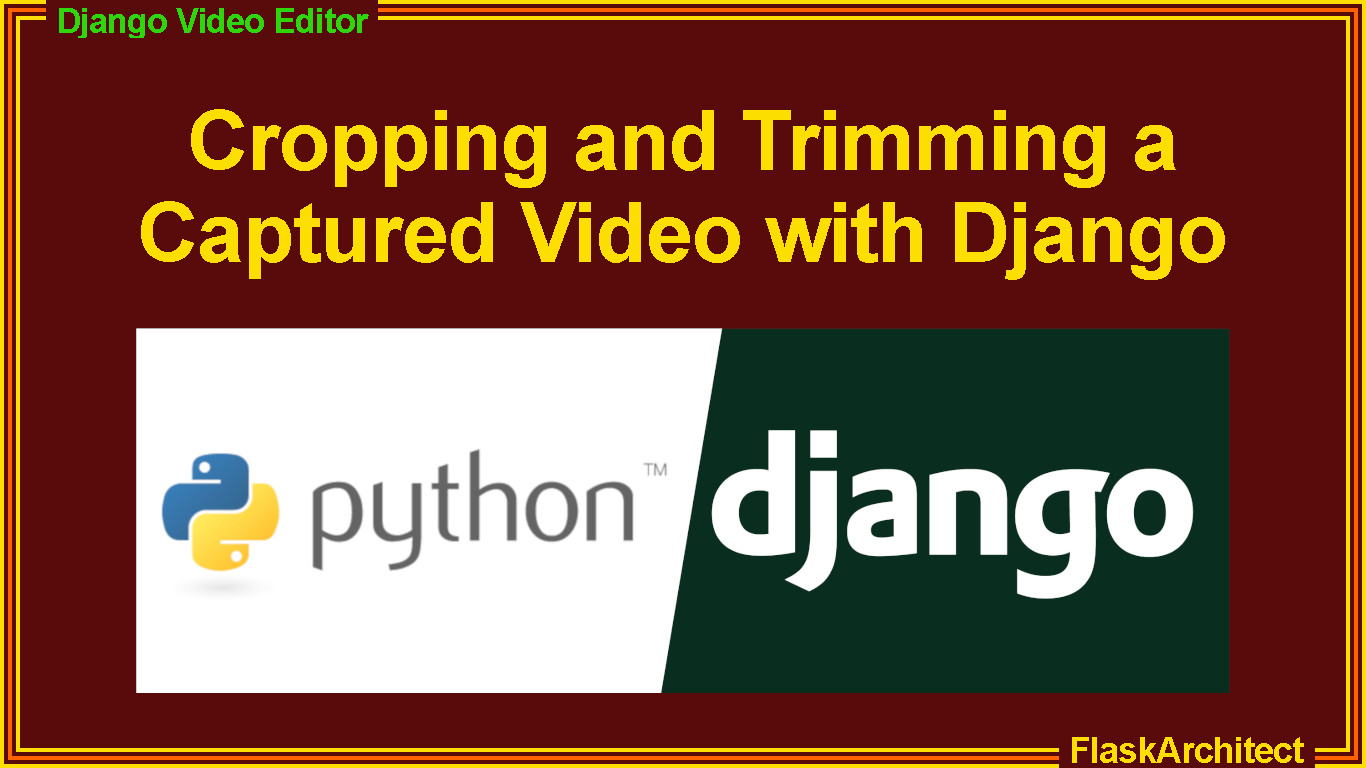 Django Video Editor
Cropping and Trimming a
Captured Video with Django
python™
django
FlaskArchitect